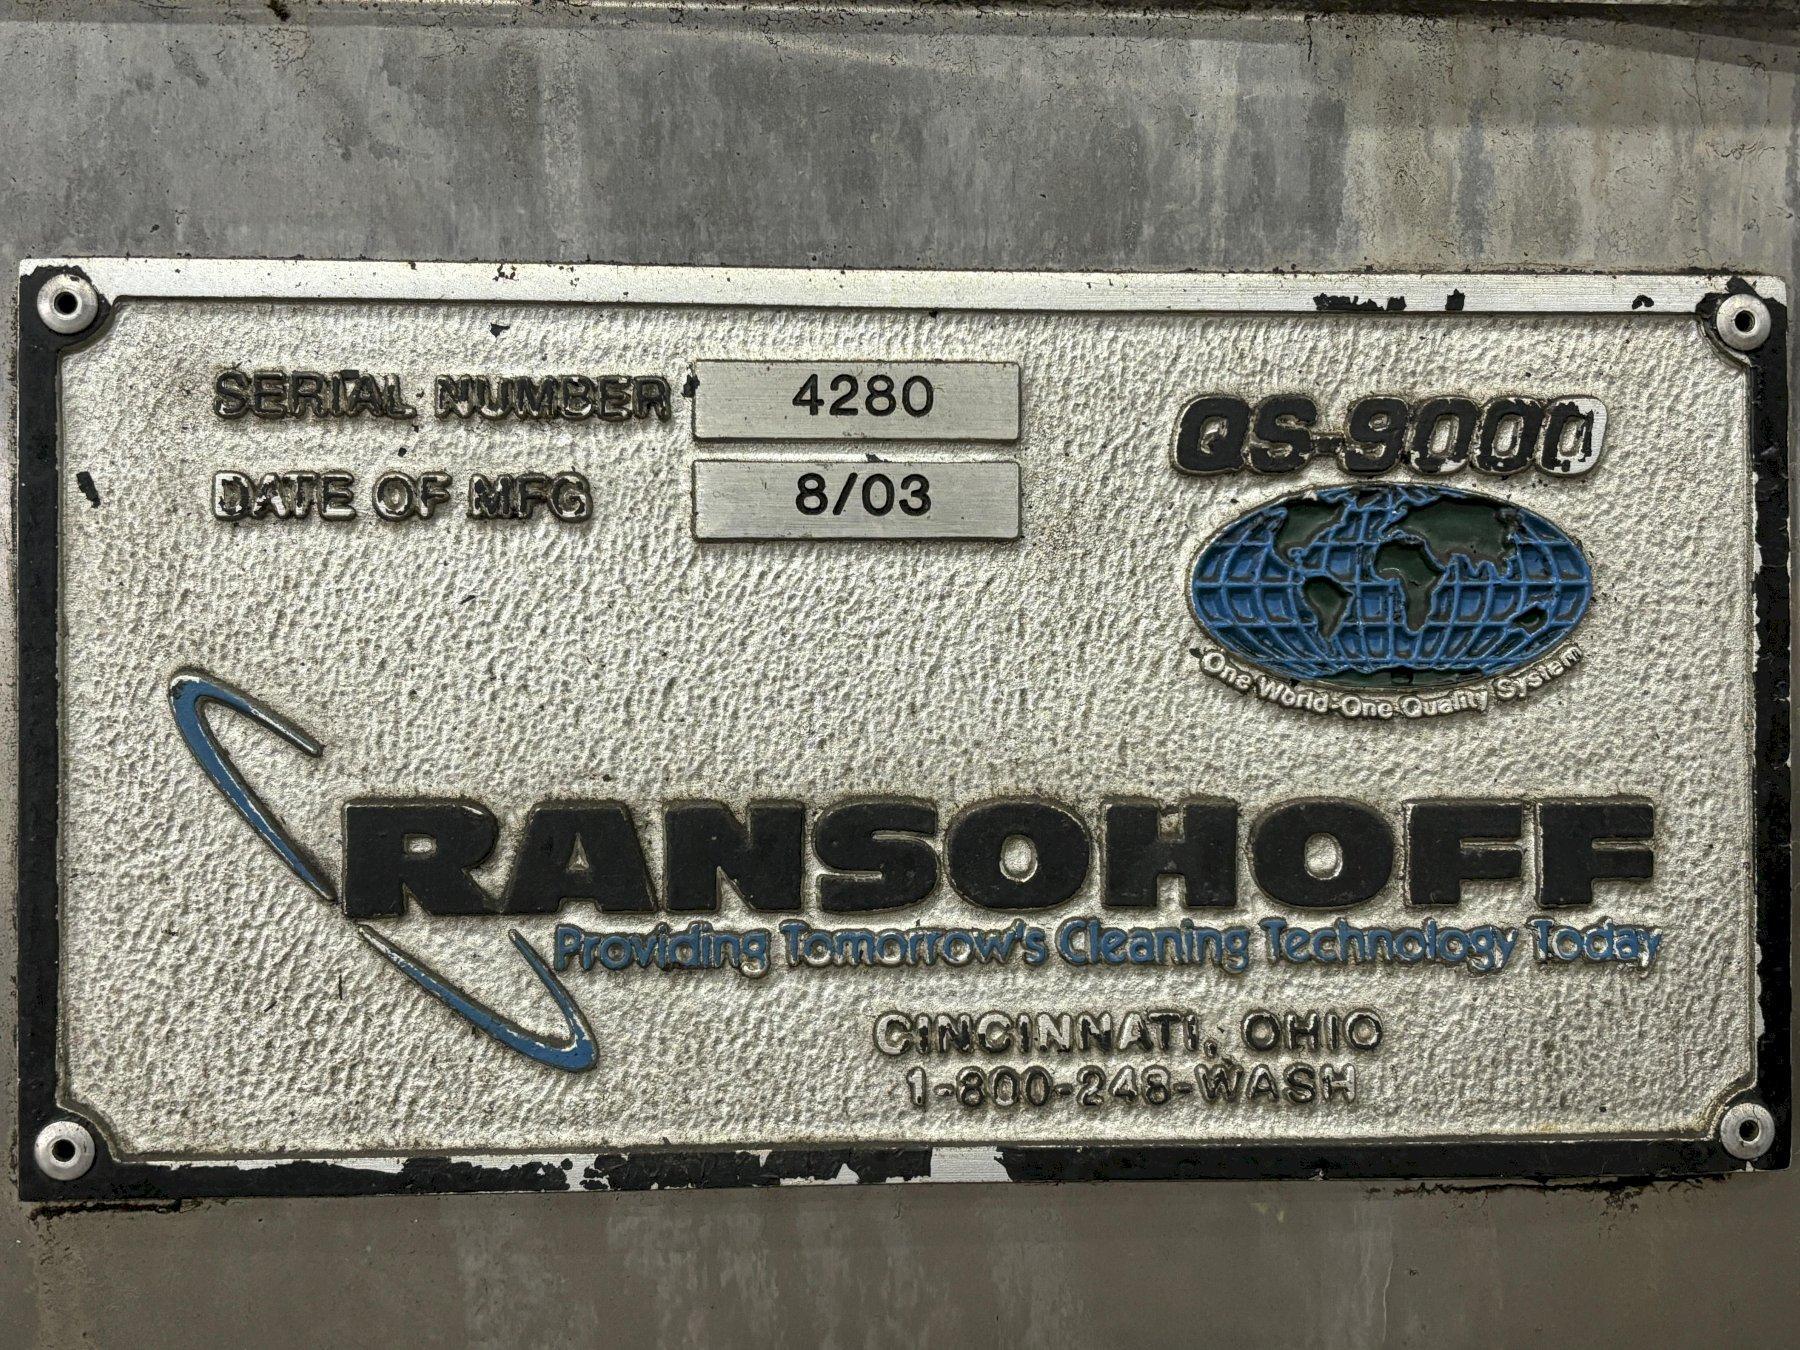 SERIAL NUMBER 4280
DATE OF MFG 8/03
QS-9000
One World-One Quality System
RANSOHOFF
Providing Tomorrow's Cleaning Technology Today
CINCINNATI, OHIO
1-800-248-WASH